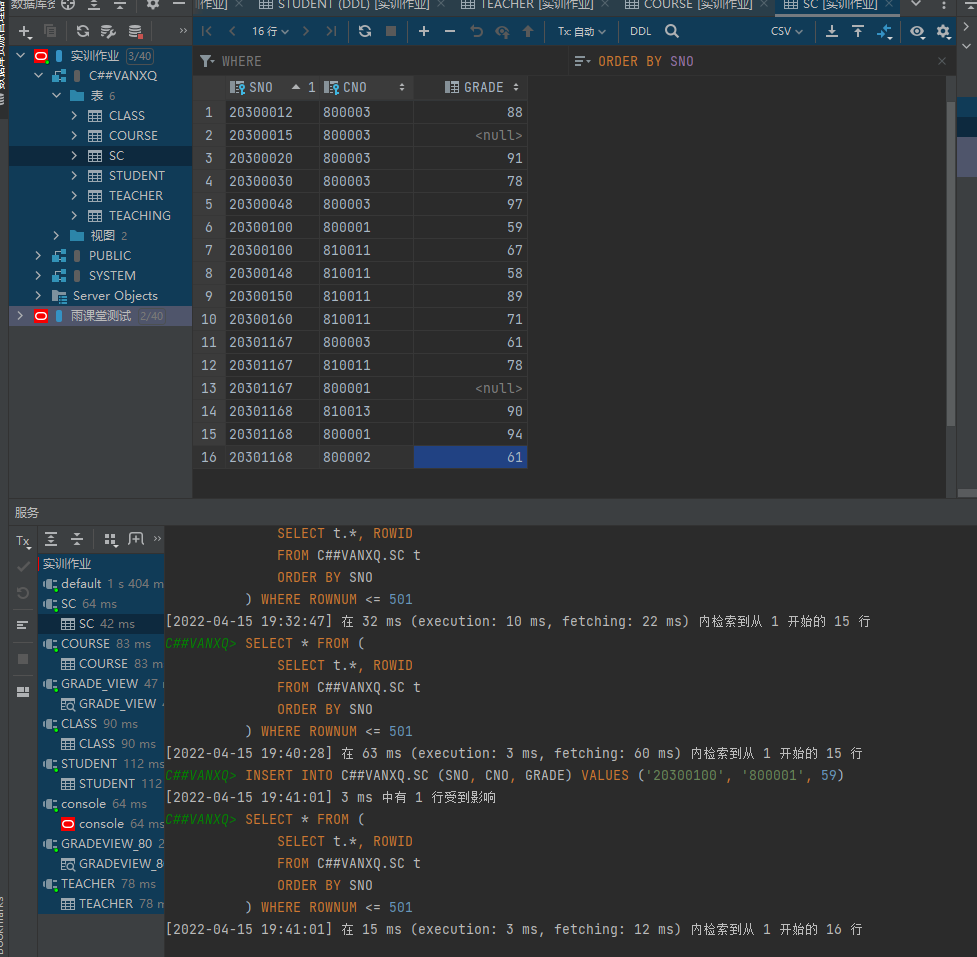 数据库资
作业]
STUDENT (DDL) [实训作业]
TEACHER [实训作业]
COURSE [实训作业]
SC [实训作业]
16 行
Tx: 自动
DDL
CSV
实训作业 3/40
C##VANXQ
表 6
CLASS
COURSE
SC
STUDENT
TEACHER
TEACHING
视图 2
PUBLIC
SYSTEM
Server Objects
雨课堂测试 2/40
WHERE
ORDER BY SNO
SNO 1 CNO GRADE
1 20300012 800003 88
2 20300015 800003 <null>
3 20300020 800003 91
4 20300030 800003 78
5 20300048 800003 97
6 20300100 800001 59
7 20300100 810011 67
8 20300148 810011 58
9 20300150 810011 89
10 20300160 810011 71
11 20301167 800003 61
12 20301167 810011 78
13 20301167 800001 <null>
14 20301168 810013 90
15 20301168 800001 94
16 20301168 800002 61
服务
Tx
实训作业
default 1 s 404 m
SC 64 ms
SC 42 ms
COURSE 83 ms
COURSE 83 m
GRADE_VIEW 47
GRADE_VIEW
CLASS 90 ms
CLASS 90 ms
STUDENT 112 ms
STUDENT 112
console 64 ms
console 64 ms
GRADEVIEW_80 2
GRADEVIEW_8
TEACHER 78 ms
TEACHER 78 m
SELECT t.*, ROWID
FROM C##VANXQ.SC t
ORDER BY SNO
) WHERE ROWNUM <= 501
[2022-04-15 19:32:47] 在 32 ms (execution: 10 ms, fetching: 22 ms) 内检索到从 1 开始的 15 行
C##VANXQ> SELECT * FROM (
SELECT t.*, ROWID
FROM C##VANXQ.SC t
ORDER BY SNO
) WHERE ROWNUM <= 501
[2022-04-15 19:40:28] 在 63 ms (execution: 3 ms, fetching: 60 ms) 内检索到从 1 开始的 15 行
C##VANXQ> INSERT INTO C##VANXQ.SC (SNO, CNO, GRADE) VALUES ('20300100', '800001', 59)
[2022-04-15 19:41:01] 3 ms 中有 1 行受到影响
C##VANXQ> SELECT * FROM (
SELECT t.*, ROWID
FROM C##VANXQ.SC t
ORDER BY SNO
) WHERE ROWNUM <= 501
[2022-04-15 19:41:01] 在 15 ms (execution: 3 ms, fetching: 12 ms) 内检索到从 1 开始的 16 行